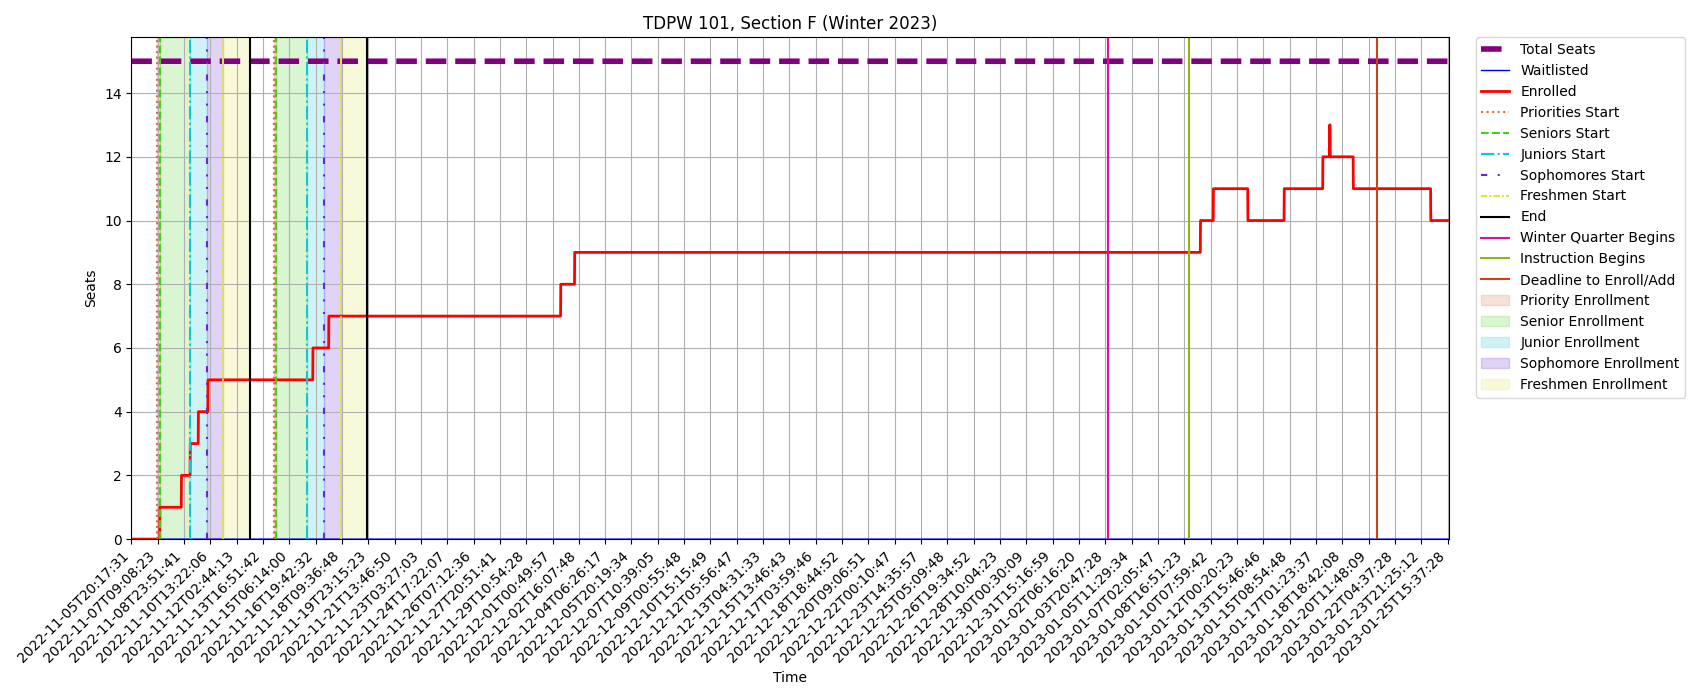 TDPW 101, Section F (Winter 2023)
Seats
14
12
10
8
6
4
2
0
2022-11-05T20:17:31
2022-11-07T09:08:23
2022-11-08T23:51:41
2022-11-10T13:22:06
2022-11-12T02:44:13
2022-11-13T16:51:42
2022-11-15T06:14:00
2022-11-16T19:42:32
2022-11-18T09:36:48
2022-11-19T23:15:23
2022-11-21T13:46:50
2022-11-23T03:27:03
2022-11-24T17:22:07
2022-11-26T07:12:36
2022-11-27T20:51:41
2022-11-29T10:54:28
2022-12-01T00:49:57
2022-12-02T16:07:48
2022-12-04T06:26:17
2022-12-05T20:19:34
2022-12-07T10:39:05
2022-12-09T00:55:48
2022-12-10T15:15:49
2022-12-12T05:56:47
2022-12-13T04:31:33
2022-12-15T13:46:43
2022-12-17T03:59:46
2022-12-18T18:44:52
2022-12-20T09:06:51
2022-12-22T00:10:47
2022-12-23T14:35:57
2022-12-25T05:09:48
2022-12-26T19:34:52
2022-12-28T10:04:23
2022-12-30T00:30:09
2022-12-31T15:16:59
2023-01-02T06:16:20
2023-01-03T20:47:28
2023-01-05T11:29:34
2023-01-07T02:05:47
2023-01-08T16:51:23
2023-01-10T07:59:42
2023-01-12T00:20:23
2023-01-13T15:46:46
2023-01-15T08:54:48
2023-01-17T01:23:37
2023-01-18T18:42:08
2023-01-20T11:48:09
2023-01-22T04:37:28
2023-01-23T21:25:12
2023-01-25T15:37:28
Time
Total Seats
Waitlisted
Enrolled
Priorities Start
Seniors Start
Juniors Start
Sophomores Start
Freshmen Start
End
Winter Quarter Begins
Instruction Begins
Deadline to Enroll/Add
Priority Enrollment
Senior Enrollment
Junior Enrollment
Sophomore Enrollment
Freshmen Enrollment